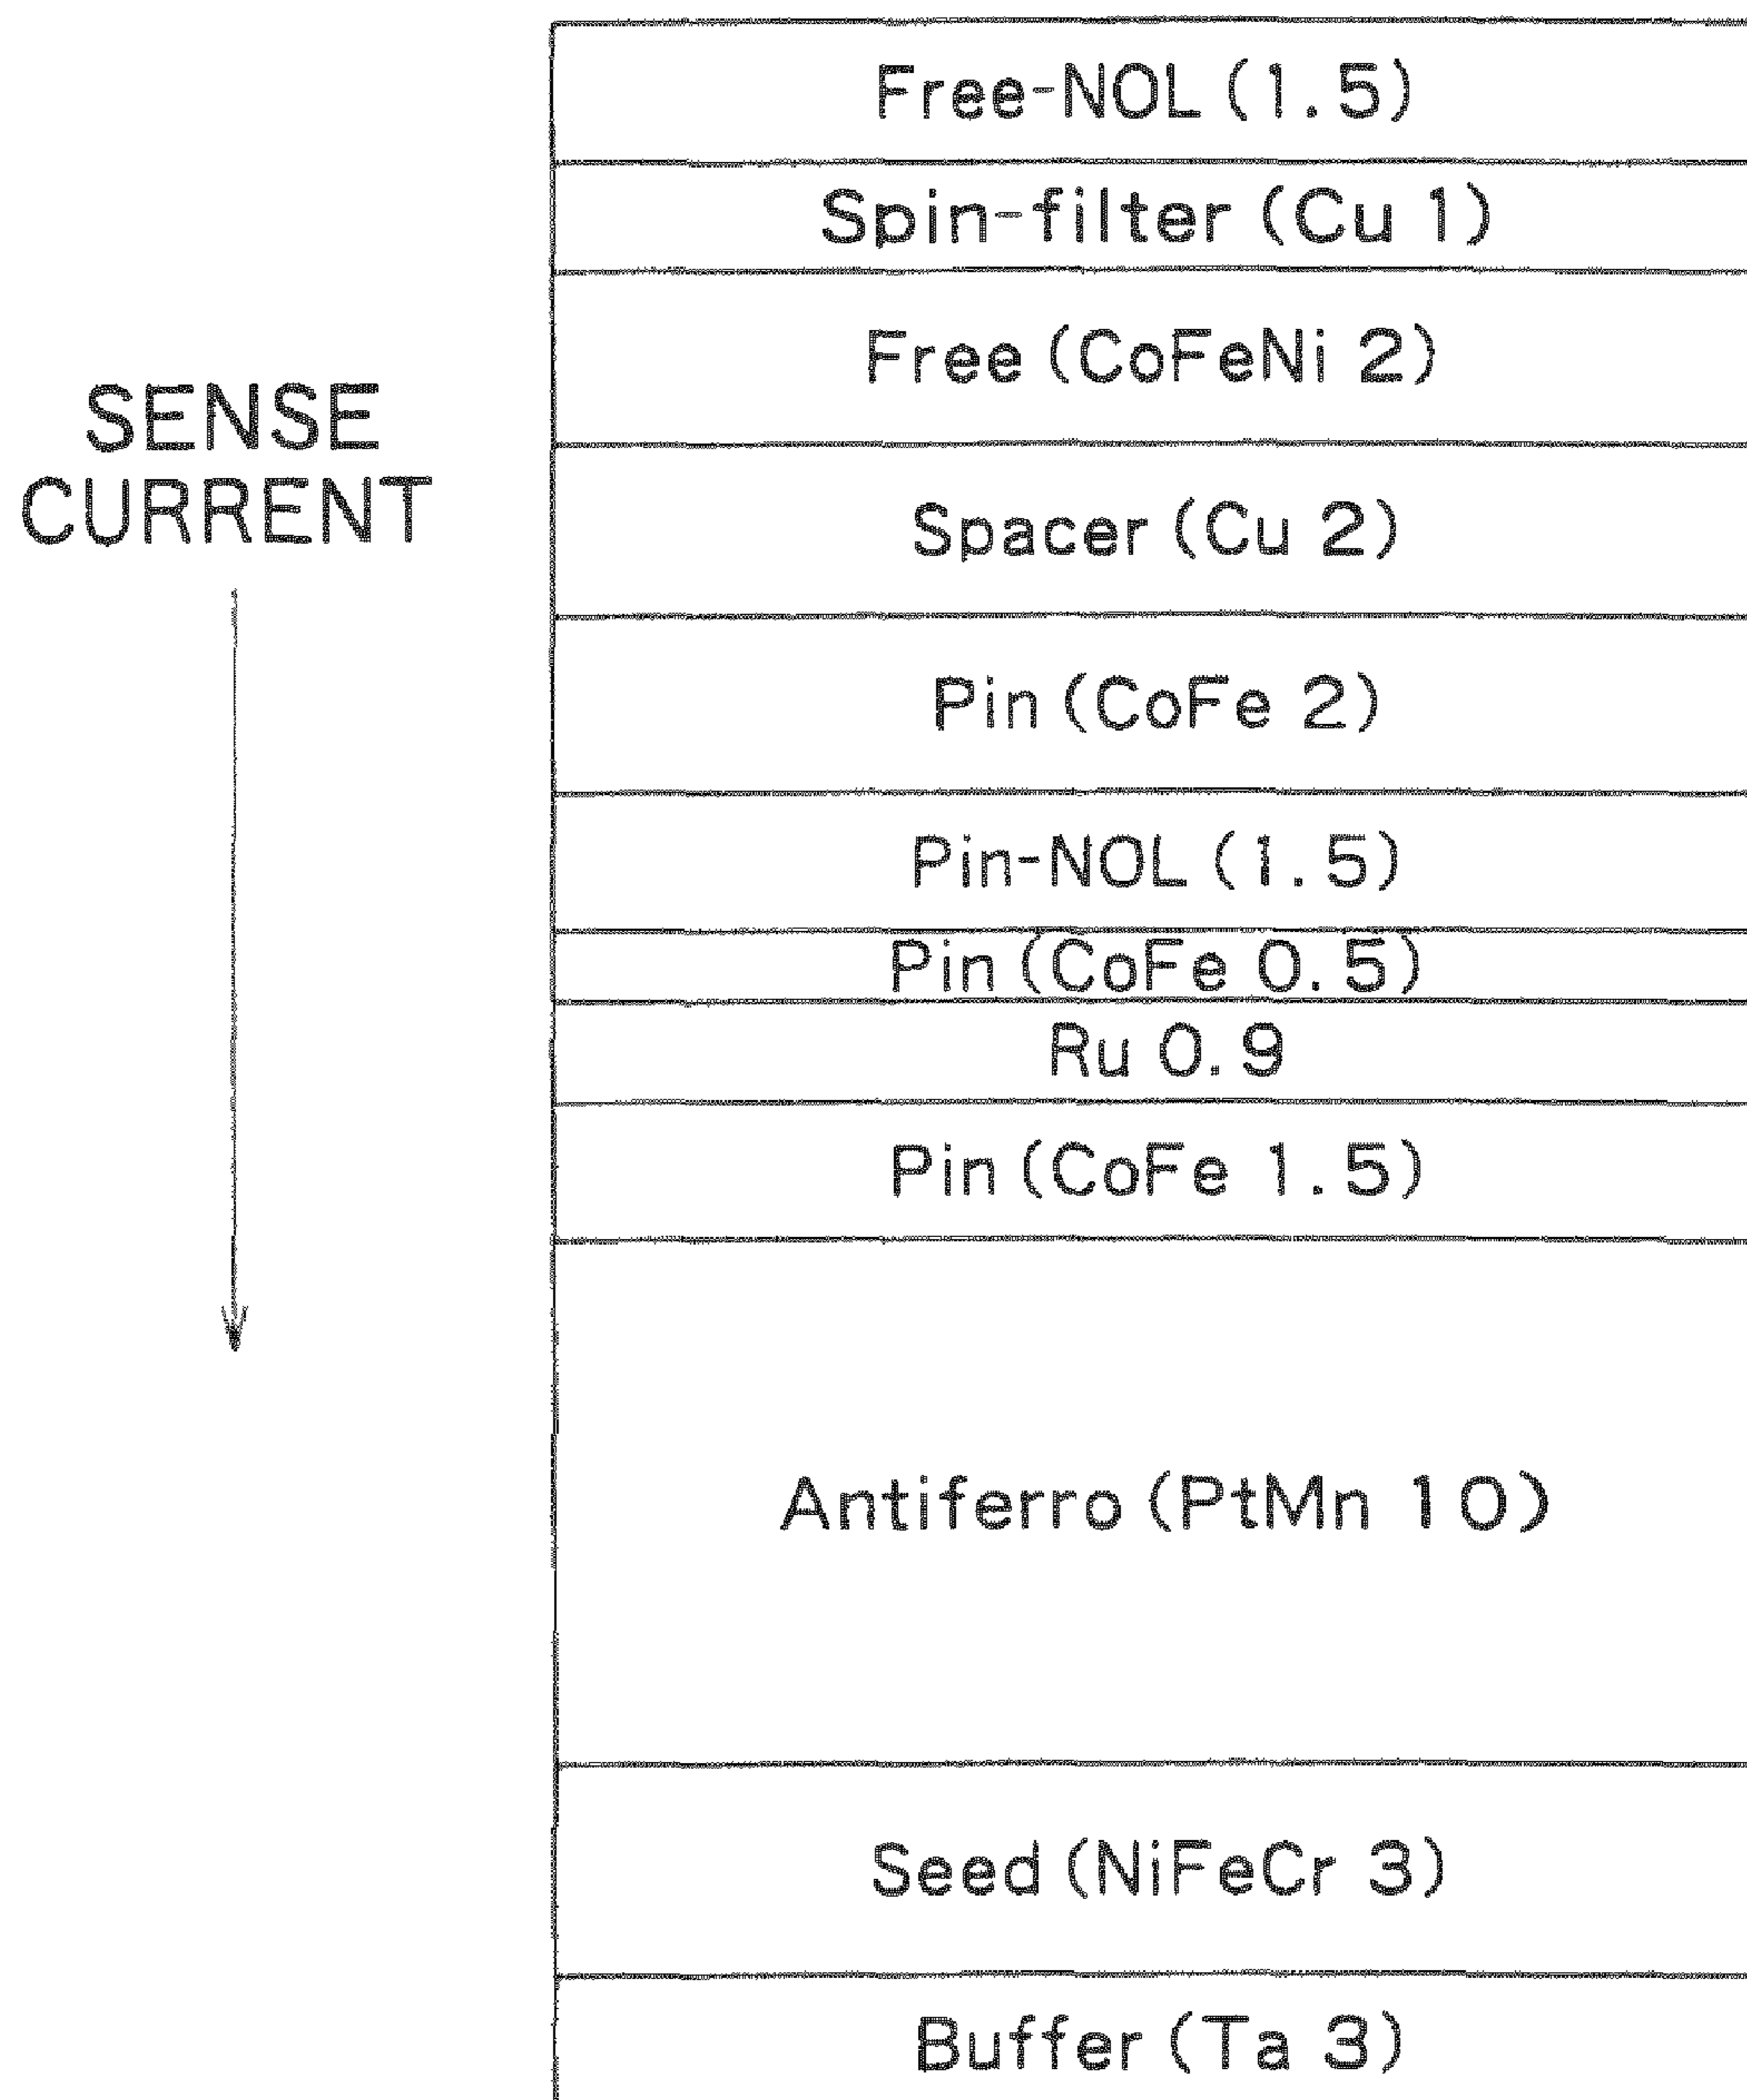 Free-NOL (1.5)
Spin-filter (Cu 1)
Free (CoFeNi 2)
SENSE
CURRENT
Spacer (Cu 2)
Pin (CoFe 2)
Pin-NOL (1.5)
Pin (CoFe 0.5)
Ru 0.9
Pin (CoFe 1.5)
Antiferro (PtMn 10)
Seed (NiFeCr 3)
Buffer (Ta 3)